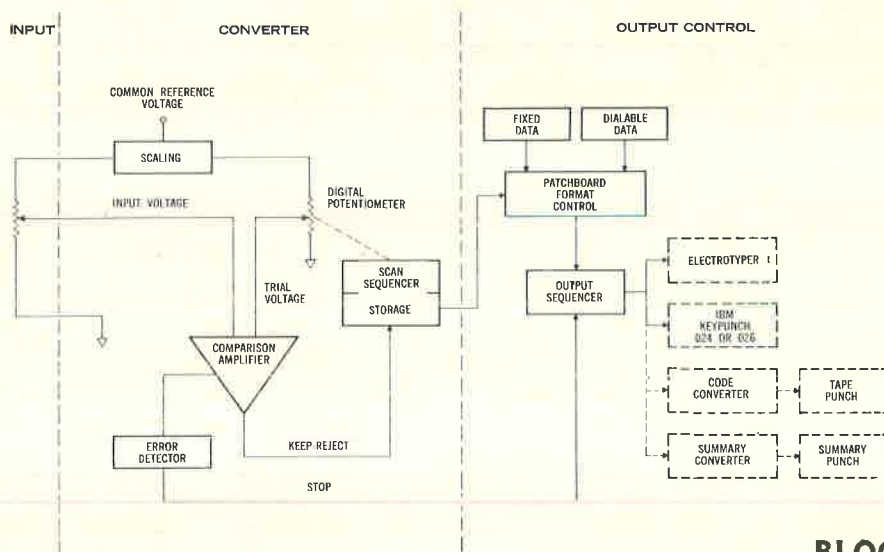 INPUT
CONVERTER
OUTPUT CONTROL
COMMON REFERENCE
VOLTAGE
SCALING
INPUT VOLTAGE
DIGITAL
POTENTIOMETER
TRIAL
VOLTAGE
SCAN
SEQUENCER
STORAGE
COMPARISON
AMPLIFIER
ERROR
DETECTOR
KEEP-REJECT
STOP
FIXED
DATA
DIALABLE
DATA
PATCHBOARD
FORMAT
CONTROL
OUTPUT
SEQUENCER
ELECTROTYPER
IBM
KEYPUNCH
024 OR 026
CODE
CONVERTER
TAPE
PUNCH
SUMMARY
CONVERTER
SUMMARY
PUNCH